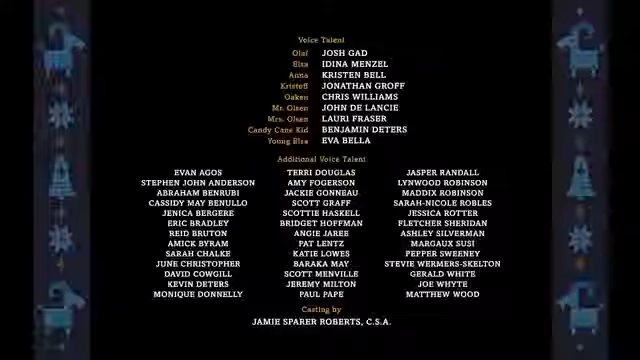 Voice Talent
Olaf JOSH GAD
Elsa IDINA MENZEL
Anna KRISTEN BELL
Kristoff JONATHAN GROFF
Oaken CHRIS WILLIAMS
Mr. Olsen JOHN DE LANCIE
Mrs. Olsen LAURI FRASER
Candy Cane Kid BENJAMIN DETERS
Young Elsa EVA BELLA
Additional Voice Talent
EVAN AGOS TERRI DOUGLAS JASPER RANDALL
STEPHEN JOHN ANDERSON AMY FOGERSON LYNWOOD ROBINSON
ABRAHAM BENRUBI JACKIE GONNEAU MADDIX ROBINSON
CASSIDY MAY BENULLO SCOTT GRAFF SARAH-NICOLE ROBLES
JENICA BERGERE SCOTTIE HASKELL JESSICA ROTTER
ERIC BRADLEY BRIDGET HOFFMAN FLETCHER SHERIDAN
REID BRUTON ANGIE JAREE ASHLEY SILVERMAN
AMICK BYRAM PAT LENTZ MARGAUX SUSI
SARAH CHALKE KATIE LOWES PEPPER SWEENEY
JUNE CHRISTOPHER BARAKA MAY STEVIE WERMERS-SKELTON
DAVID COWGILL SCOTT MENVILLE GERALD WHITE
KEVIN DETERS JEREMY MILTON JOE WHYTE
MONIQUE DONNELLY PAUL PAPE MATTHEW WOOD
Casting by
JAMIE SPARER ROBERTS, C.S.A.